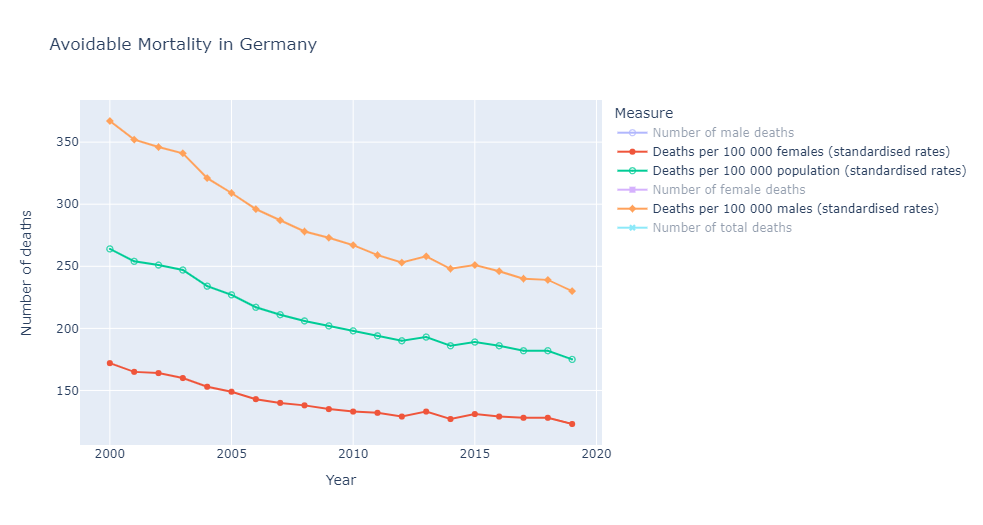 Avoidable Mortality in Germany
Measure
Number of male deaths
Deaths per 100 000 females (standardised rates)
Deaths per 100 000 population (standardised rates)
Number of female deaths
Deaths per 100 000 males (standardised rates)
Number of total deaths
Number of deaths
350
300
250
200
150
2000
2005
2010
2015
2020
Year